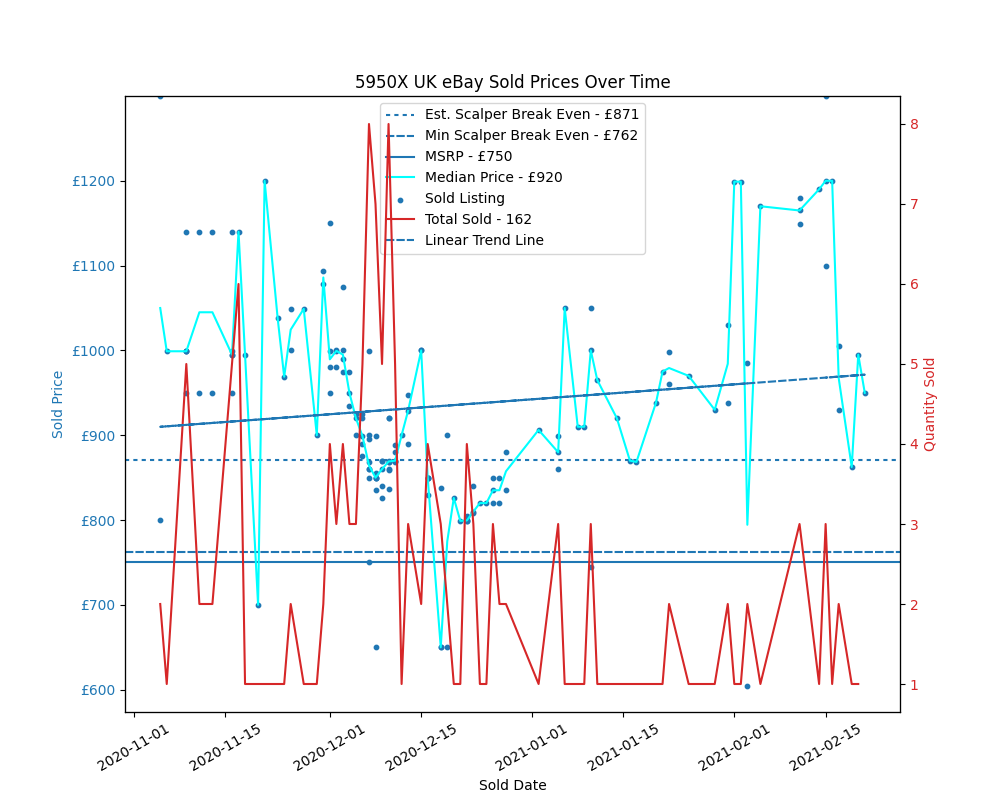 5950X UK eBay Sold Prices Over Time
Est. Scalper Break Even - £871
Min Scalper Break Even - £762
MSRP - £750
Median Price - £920
Sold Listing
Total Sold - 162
Linear Trend Line
£1200
£1100
£1000
£900
£800
£700
£600
Sold Price
8
7
6
5
4
3
2
1
Quantity Sold
2020-11-01
2020-11-15
2020-12-01
2020-12-15
2021-01-01
2021-01-15
2021-02-01
2021-02-15
Sold Date